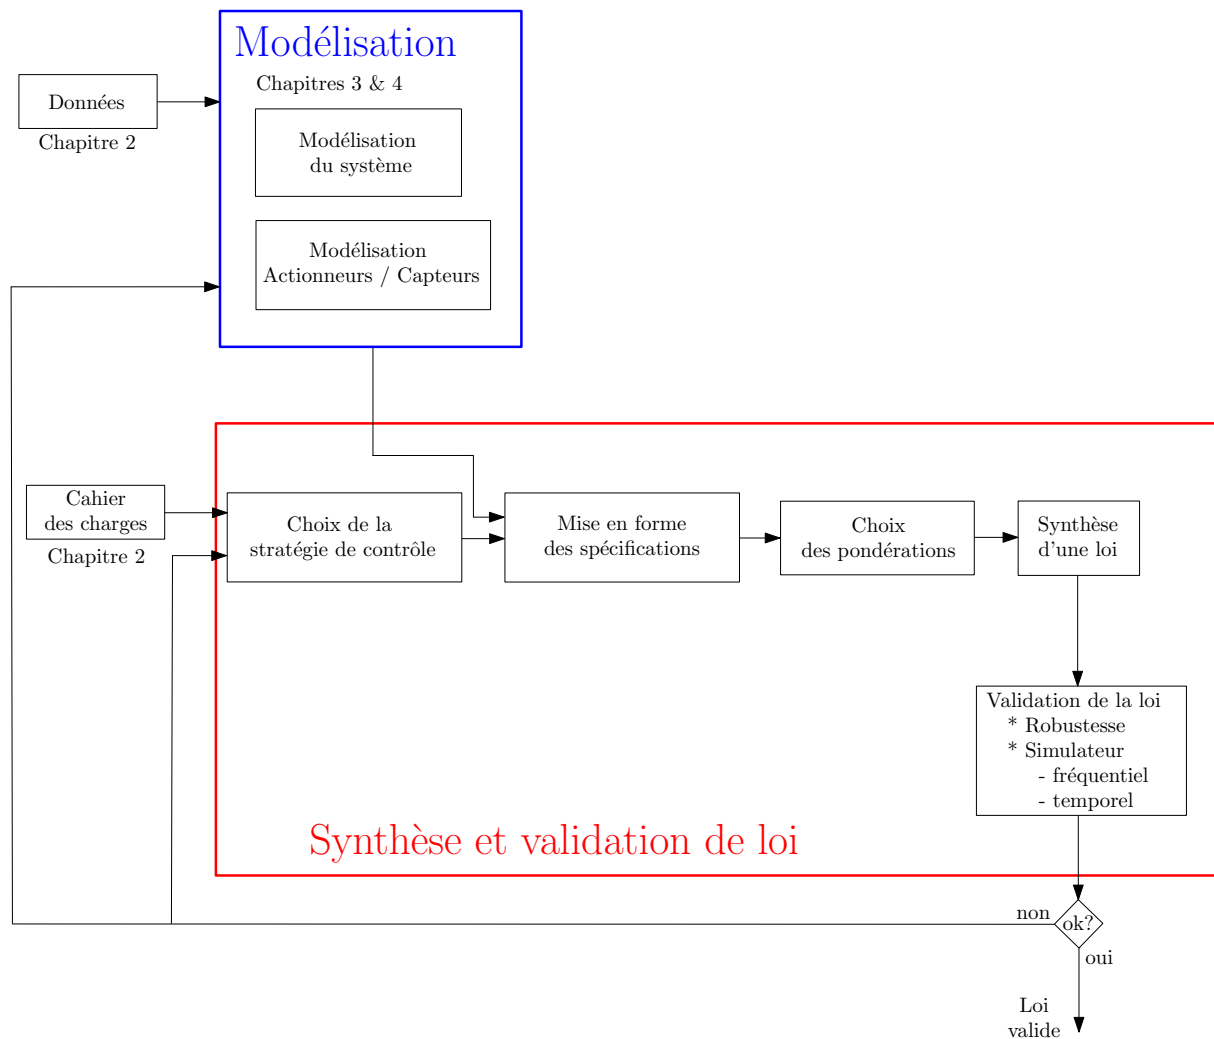 Modélisation
Chapitres 3 & 4
Données
Chapitre 2
Modélisation
du système
Modélisation
Actionneurs / Capteurs
Cahier
des charges
Chapitre 2
Choix de la
stratégie de contrôle
Mise en forme
des spécifications
Choix
des pondérations
Synthèse
d'une loi
Validation de la loi
* Robustesse
* Simulateur
- fréquentiel
- temporel
Synthèse et validation de loi
non
ok?
oui
Loi
valide